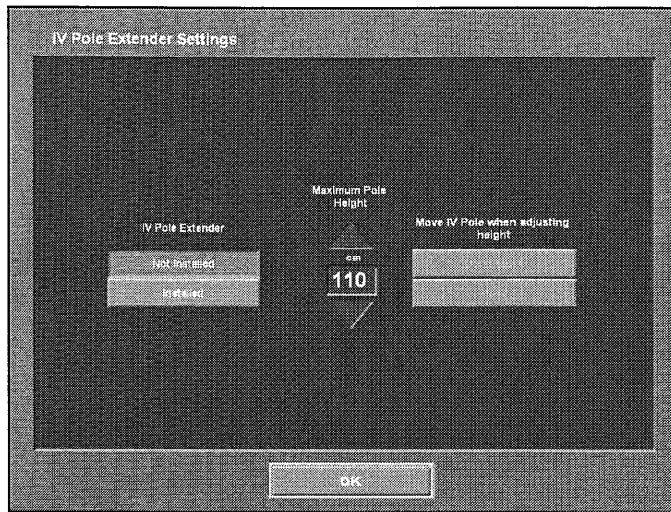 IV Pole Extender Settings
Maximum Pole
Height
IV Pole Extender
Move IV Pole when adjusting
height
Not Installed
cm
Installed
110
OK